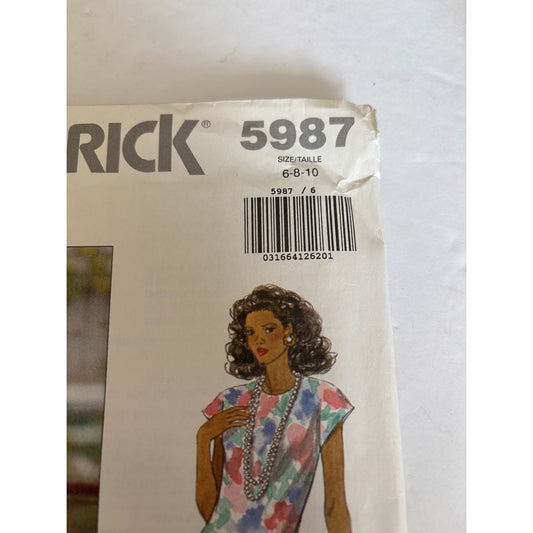 RICK® 5987
SIZE/TAILLE
6-8-10
5987 / 6
031664126201